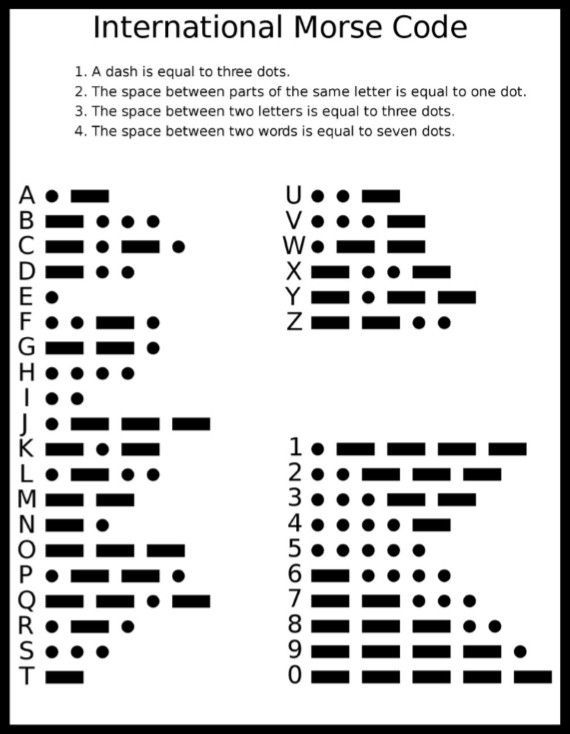 International Morse Code
1. A dash is equal to three dots.
2. The space between parts of the same letter is equal to one dot.
3. The space between two letters is equal to three dots.
4. The space between two words is equal to seven dots.
A
B
C
D
E
F
G
H
I
J
K
L
M
N
O
P
Q
R
S
T
U
V
W
X
Y
Z
1
2
3
4
5
6
7
8
9
0